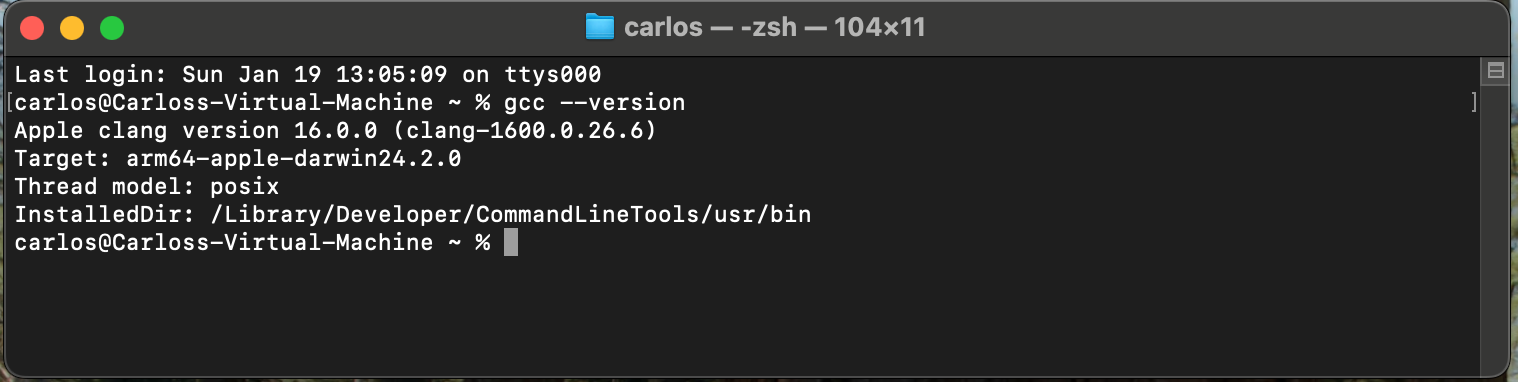 carlos — -zsh — 104×11
Last login: Sun Jan 19 13:05:09 on ttys000
[carlos@Carloss-Virtual-Machine ~ % gcc --version ]
Apple clang version 16.0.0 (clang-1600.0.26.6)
Target: arm64-apple-darwin24.2.0
Thread model: posix
InstalledDir: /Library/Developer/CommandLineTools/usr/bin
carlos@Carloss-Virtual-Machine ~ %